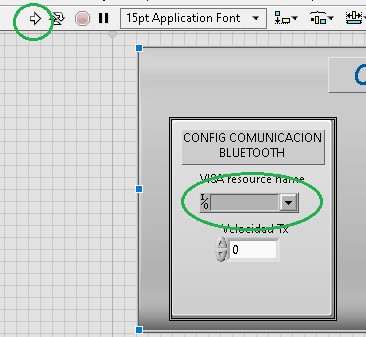 15pt Application Font
CONFIG COMUNICACION
BLUETOOTH
VISA resource name
Velocidad Tx
0